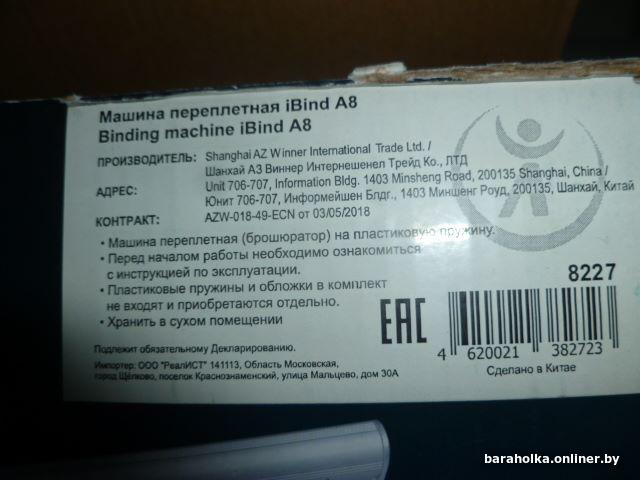 Машина переплетная iBind A8
Binding machine iBind A8
ПРОИЗВОДИТЕЛЬ: Shanghai AZ Winner International Trade Ltd. /
Шанхай АЗ Виннер Интернешенел Трейд Ко., ЛТД
АДРЕС: Unit 706-707, Information Bldg. 1403 Minsheng Road, 200135 Shanghai, China /
Юнит 706-707, Информейшен Блдг., 1403 Миншенг Роуд, 200135, Шанхай, Китай
КОНТРАКТ: AZW-018-49-ECN от 03/05/2018
• Машина переплетная (брошюратор) на пластиковую пружину.
• Перед началом работы необходимо ознакомиться
с инструкцией по эксплуатации.
• Пластиковые пружины и обложки в комплект
не входят и приобретаются отдельно.
• Хранить в сухом помещении
8227
EAC
4 620021 382723
Сделано в Китае
Подлежит обязательному Декларированию.
Импортер: ООО "РеалИСТ" 141113, Область Московская,
город Щёлково, поселок Краснознаменский, улица Мальцево, дом 30А
baraholka.onliner.by